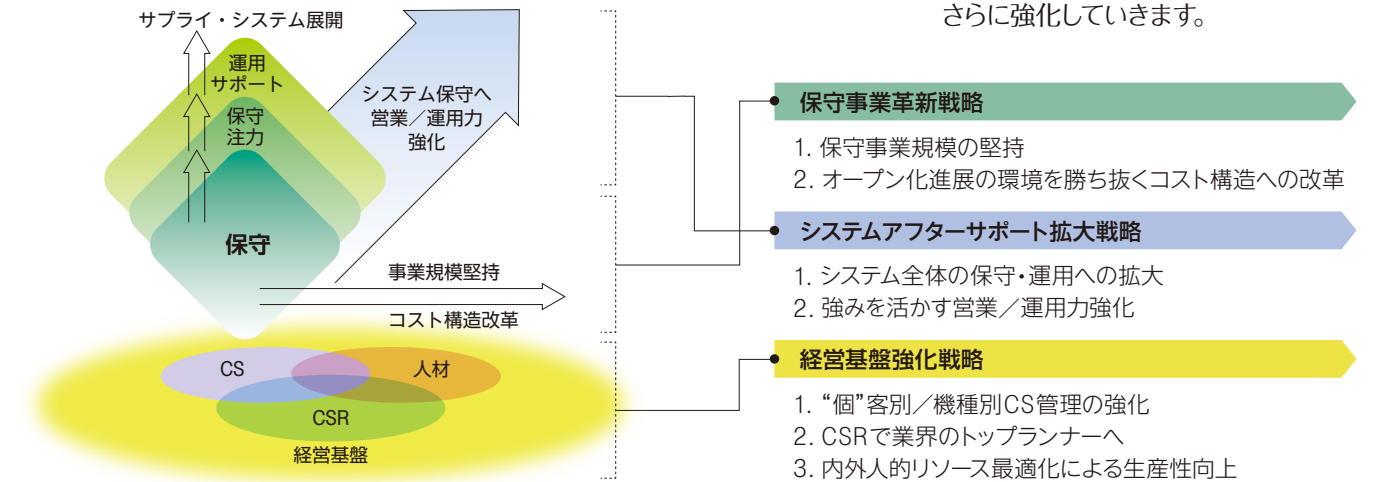 サプライ・システム展開
運用
サポート
保守
注力
保守
システム保守へ
営業／運用力
強化
事業規模堅持
コスト構造改革
CS
人材
CSR
経営基盤
さらに強化していきます。
保守事業革新戦略
1. 保守事業規模の堅持
2. オープン化進展の環境を勝ち抜くコスト構造への改革
システムアフターサポート拡大戦略
1. システム全体の保守・運用への拡大
2. 強みを活かす営業／運用力強化
経営基盤強化戦略
1. “個”客別／機種別CS管理の強化
2. CSRで業界のトップランナーへ
3. 内外人的リソース最適化による生産性向上